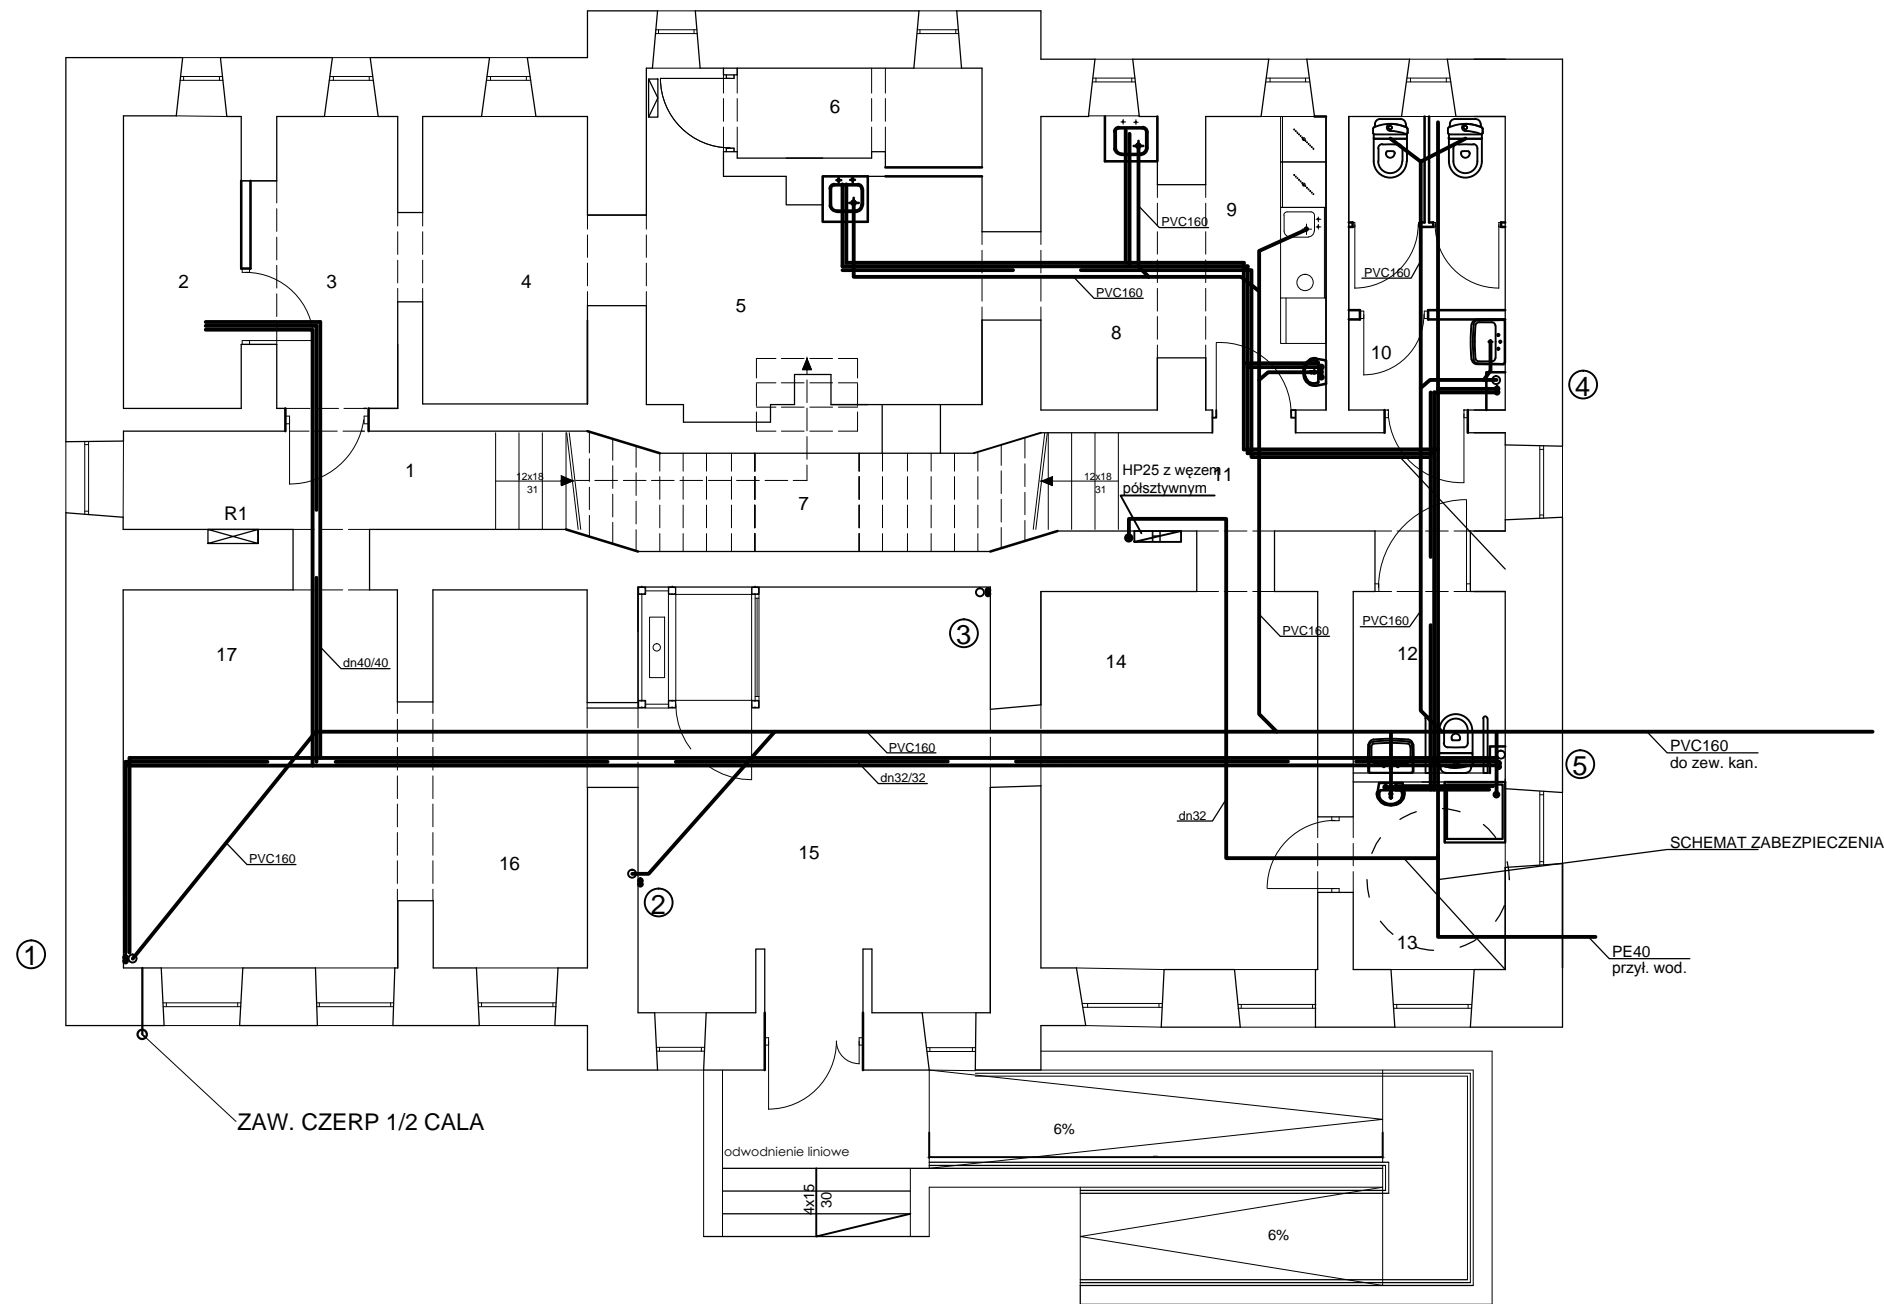 6
9
PVC160
2
3
4
PVC160
PVC160
5
8
10
4
1
12x18
31
7
12x18
31
HP25 z węzem
11
półsztywnym
R1
3
PVC160
PVC160
17
dn40/40
14
12
PVC160
dn32/32
PVC160
do zew. kan.
5
dn32
PVC160
16
15
SCHEMAT ZABEZPIECZENIA
2
1
13
PE40
przył. wod.
ZAW. CZERP 1/2 CALA
6%
odwodnienie liniowe
4x15
30
6%